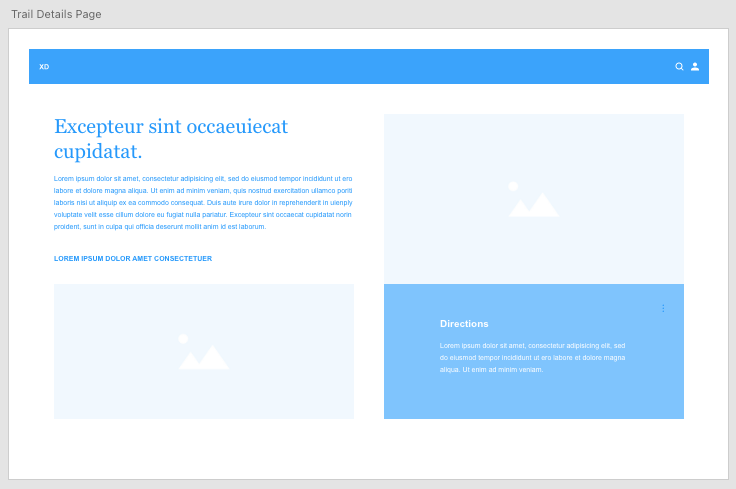 Trail Details Page
XD
Excepteur sint occaeuiecat
cupidatat.
Lorem ipsum dolor sit amet, consectetur adipisicing elit, sed do eiusmod tempor incididunt ut ero
labore et dolore magna aliqua. Ut enim ad minim veniam, quis nostrud exercitation ullamco poriti
laboris nisi ut aliquip ex ea commodo consequat. Duis aute irure dolor in reprehenderit in uienply
voluptate velit esse cillum dolore eu fugiat nulla pariatur. Excepteur sint occaecat cupidatat norin
proident, sunt in culpa qui officia deserunt mollit anim id est laborum.
LOREM IPSUM DOLOR AMET CONSECTETUER
Directions
Lorem ipsum dolor sit amet, consectetur adipisicing elit, sed
do eiusmod tempor incididunt ut ero labore et dolore magna
aliqua. Ut enim ad minim veniam.